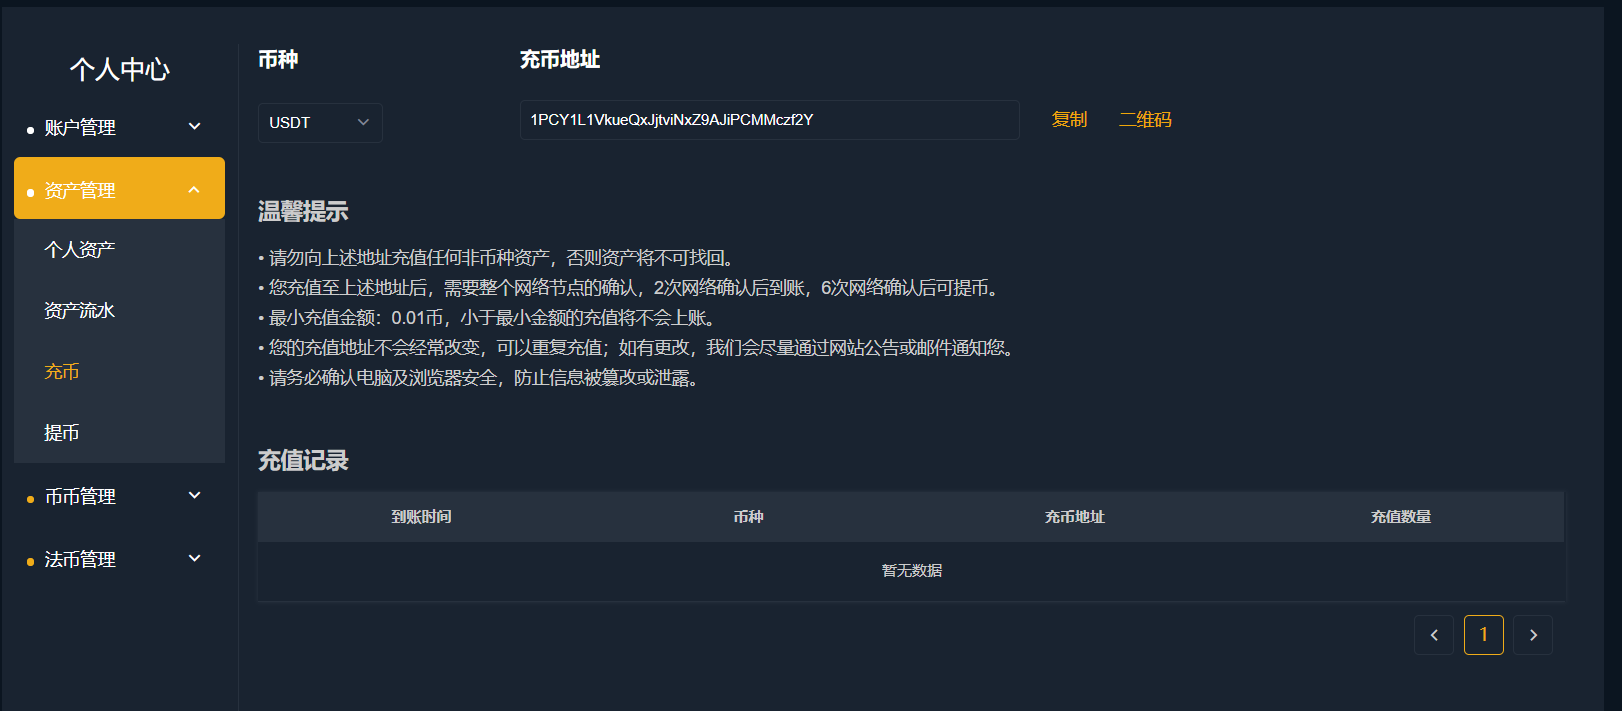 个人中心
账户管理
资产管理
个人资产
资产流水
充币
提币
币币管理
法币管理
币种
充币地址
USDT
1PCY1L1VkueQxJjtviNxZ9AJiPCMMczf2Y
复制
二维码
温馨提示
• 请勿向上述地址充值任何非币种资产，否则资产将不可找回。
• 您充值至上述地址后，需要整个网络节点的确认，2次网络确认后到账，6次网络确认后可提币。
• 最小充值金额：0.01币，小于最小金额的充值将不会上账。
• 您的充值地址不会经常改变，可以重复充值；如有更改，我们会尽量通过网站公告或邮件通知您。
• 请务必确认电脑及浏览器安全，防止信息被篡改或泄露。
充值记录
到账时间 币种 充币地址 充值数量
暂无数据
1